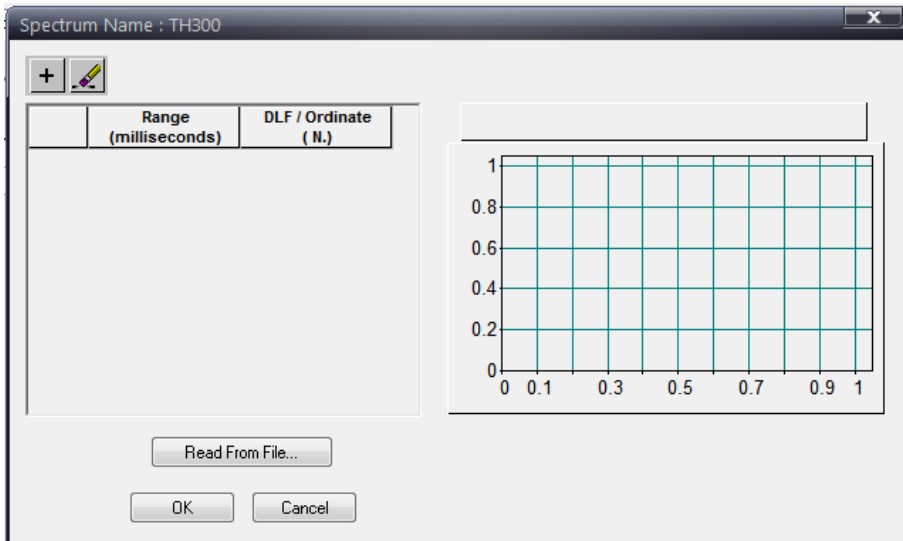 Spectrum Name : TH300
x
+
Range
(milliseconds)
DLF / Ordinate
( N.)
1
0.8
0.6
0.4
0.2
0
0 0.1 0.3 0.5 0.7 0.9 1
Read From File...
OK Cancel